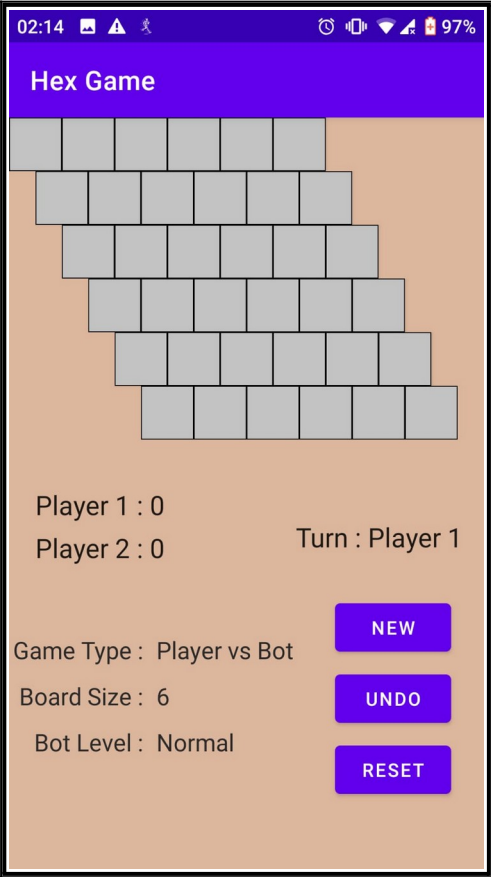 02:14 97%
Hex Game
Player 1 : 0
Player 2 : 0
Turn : Player 1
Game Type : Player vs Bot
Board Size : 6
Bot Level : Normal
NEW
UNDO
RESET